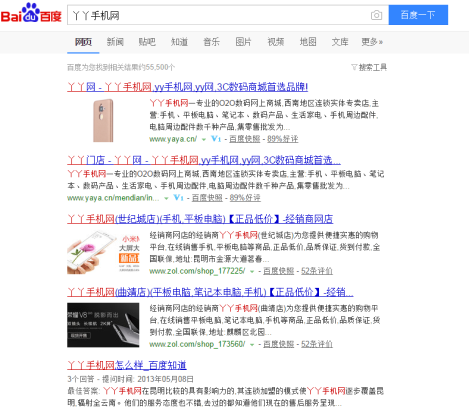 Bai du 百度
丫丫手机网
百度一下
网页 新闻 贴吧 知道 音乐 图片 视频 地图 文库 更多»
百度为您找到相关结果约55,500个
搜索工具
丫丫网 - 丫丫手机网,yy手机网,yy网,3C数码商城首选品牌!
丫丫手机网—专业的O2O数码网上商城,西南地区连锁实体专卖店,主
营:手机、平板电脑、笔记本、数码产品、生活家电、手机周边配件,
电脑周边配件数千种产品,集零售批发为...
www.yaya.cn/ - V1 - 百度快照 - 89%好评
丫丫门店 - 丫丫网 - 丫丫手机网,yy手机网,yy网,3C数码商城首选...
丫丫手机网—专业的O2O数码网上商城,西南地区连锁实体专卖店,主营:手机、平板电脑、笔记
本、数码产品、生活家电、手机周边配件,电脑周边配件数千种产品,集零售批发为...
www.yaya.cn/mendian/in... - V1 - 百度快照 - 89%好评
丫丫手机网(世纪城店)(手机,平板电脑)【正品低价】-经销商网店
小米
大屏大
新品
经销商网店的经销商丫丫手机网(世纪城店)为您提供便捷实惠的购物
平台,在线销售手机,平板电脑等商品,正品低价,品质保证,货到付款,全
国联保,地址:昆明市金源大道茗春...
www.zol.com/shop_177225/ - 百度快照 - 52条评价
丫丫手机网(曲靖店)(平板电脑,笔记本电脑,手机)【正品低价】-经销...
荣耀V8
经销商网店的经销商丫丫手机网(曲靖店)为您提供便捷实惠的购物平
台,在线销售平板电脑,笔记本电脑,手机等商品,正品低价,品质保证,货
到付款,全国联保,地址:麒麟区北园...
www.zol.com/shop_173560/ - 百度快照 - 52条评价
丫丫手机网怎么样_百度知道
3个回答 - 提问时间: 2013年05月08日
最佳答案: 丫丫手机网在昆明比较的具有影响力的,其连锁加盟的模式使丫丫手机网逐步覆盖昆
明,辐射全云南。他们的服务态度也不错,去过的都知道他们现在的售后服务呈现...